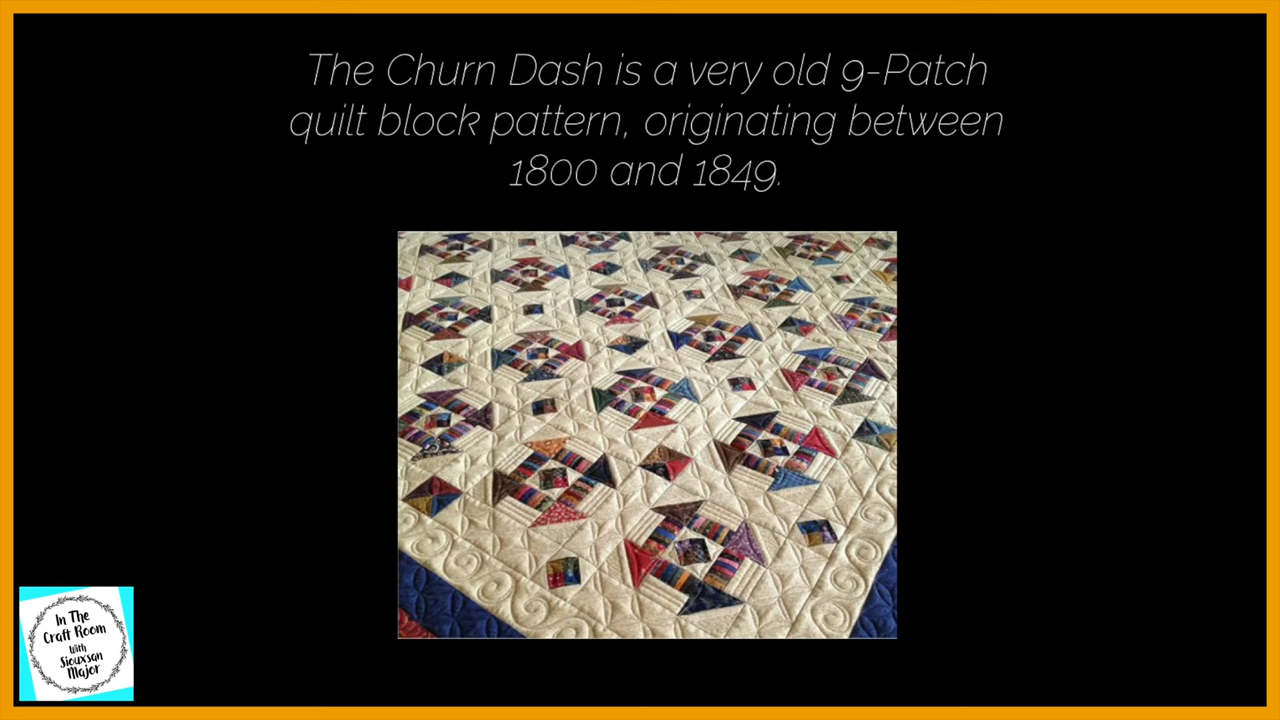 The Churn Dash is a very old 9-Patch
quilt block pattern, originating between
1800 and 1849.
In The
Craft Room
With
Siouxsan
Major